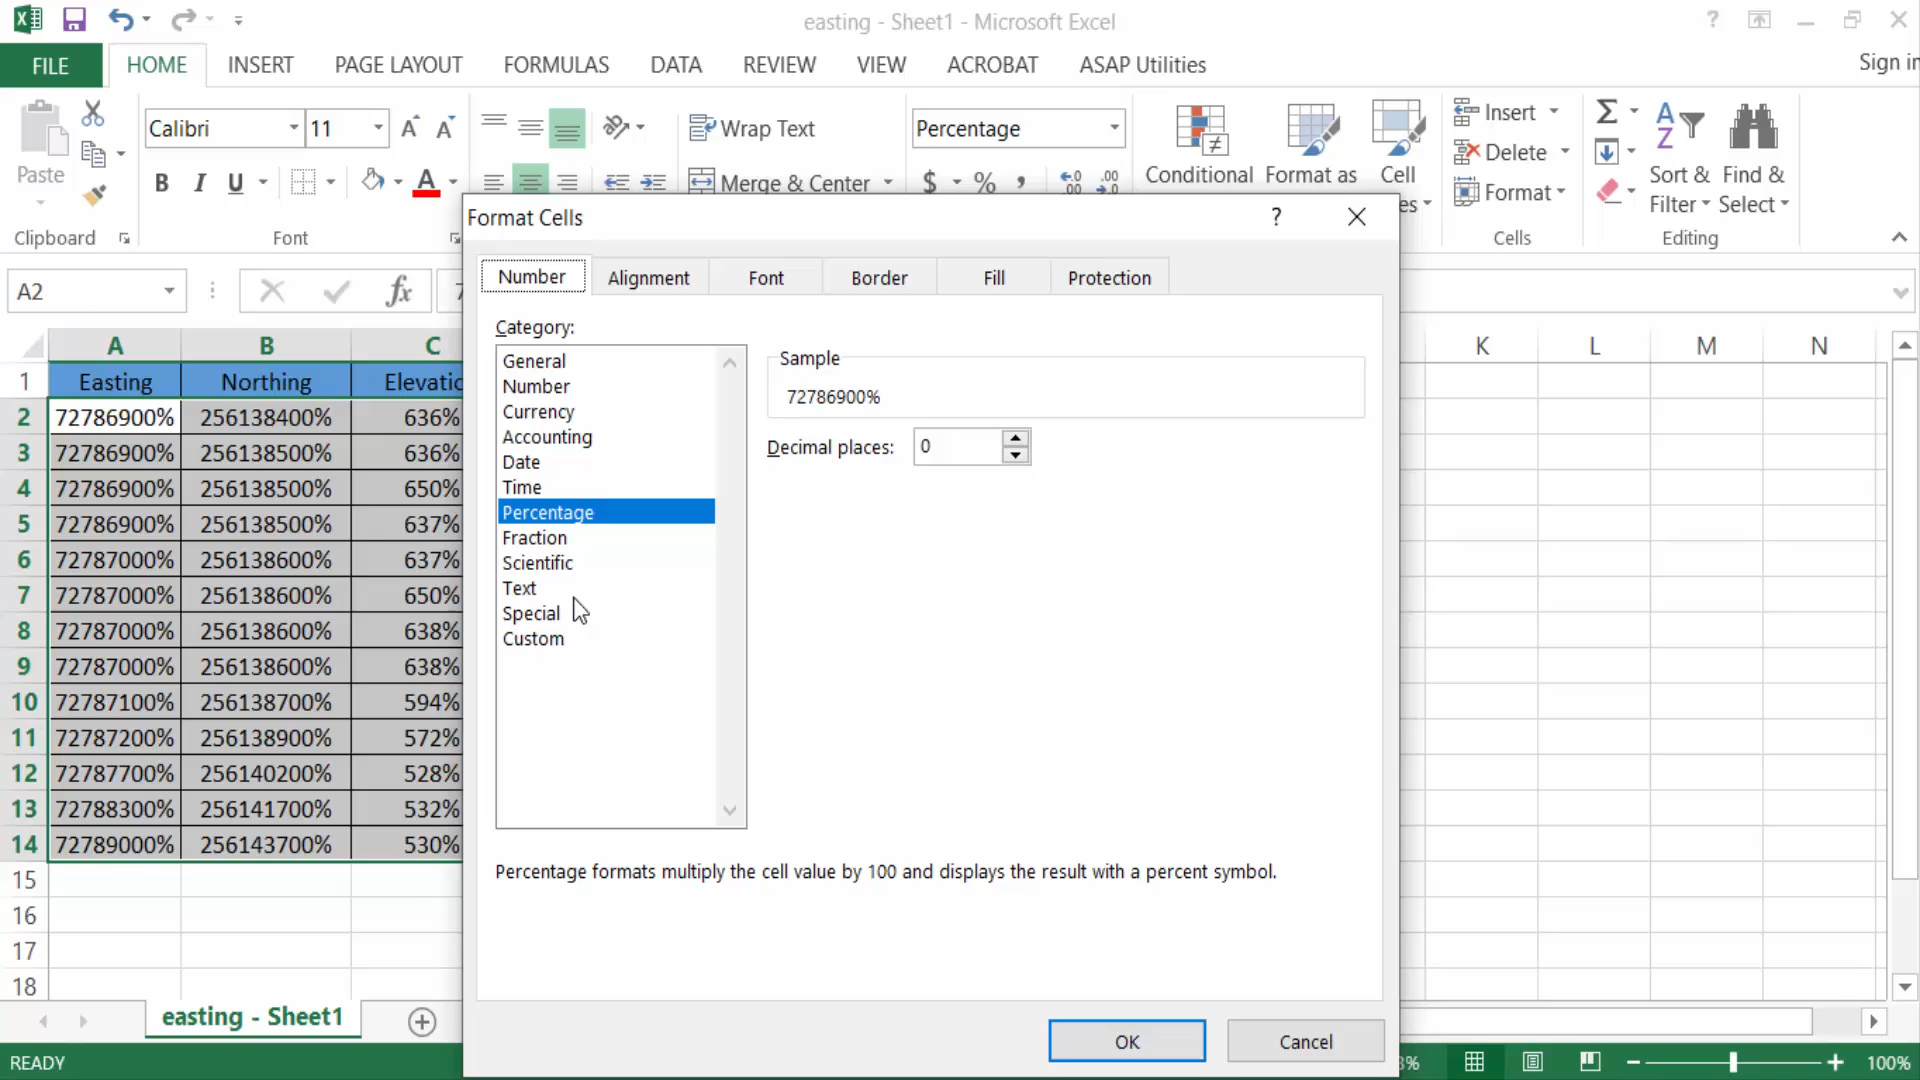 easting - Sheet1 - Microsoft Excel
?
FILE HOME INSERT PAGE LAYOUT FORMULAS DATA REVIEW VIEW ACROBAT ASAP Utilities Sign in
Paste
Clipboard
Calibri 11 A A
B I U A
Font
Wrap Text
Merge & Center
Percentage
$ % , .00 .00
Conditional Format as Cell
Insert
Delete
Format
Cells
Sort & Find &
Filter Select
Editing
A2 fx
A B C K L M N
1 Easting Northing Elevatio
2 72786900% 256138400% 636%
3 72786900% 256138500% 636%
4 72786900% 256138500% 650%
5 72786900% 256138500% 637%
6 72787000% 256138600% 637%
7 72787000% 256138600% 650%
8 72787000% 256138600% 638%
9 72787000% 256138600% 638%
10 72787100% 256138700% 594%
11 72787200% 256138900% 572%
12 72787700% 256140200% 528%
13 72788300% 256141700% 532%
14 72789000% 256143700% 530%
15
16
17
18
Format Cells ?
Number Alignment Font Border Fill Protection
Category:
General
Number
Currency
Accounting
Date
Time
Percentage
Fraction
Scientific
Text
Special
Custom
Sample
72786900%
Decimal places: 0
Percentage formats multiply the cell value by 100 and displays the result with a percent symbol.
OK Cancel
easting - Sheet1
READY 100%